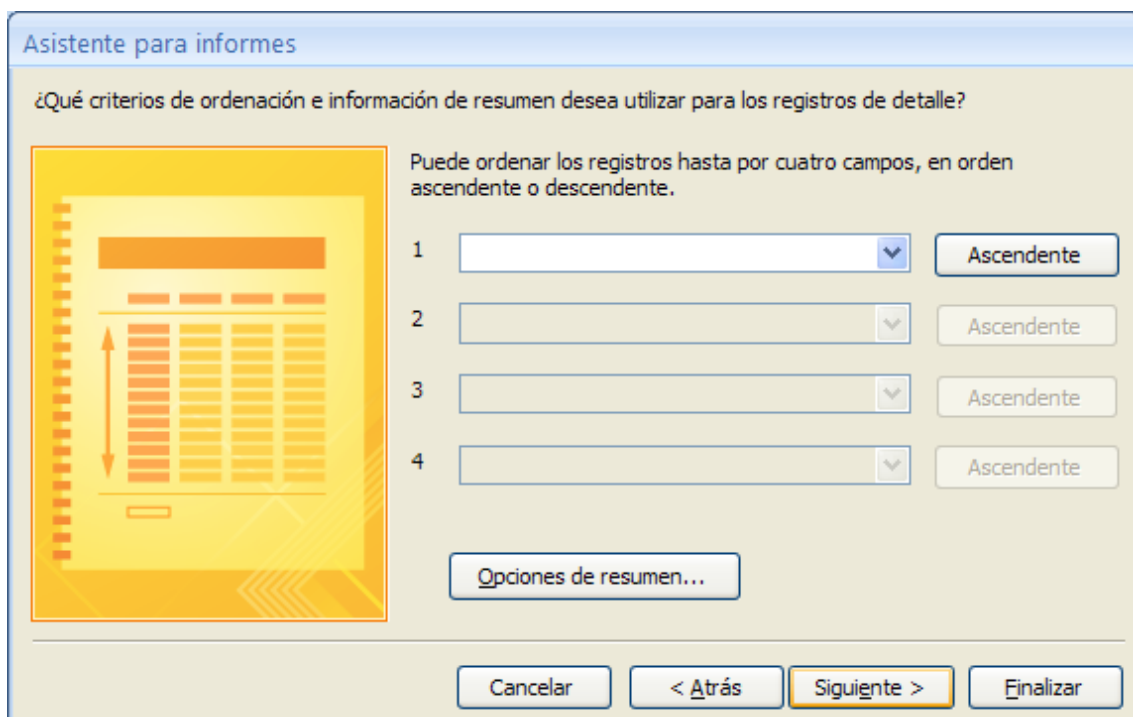 Asistente para informes
¿Qué criterios de ordenación e información de resumen desea utilizar para los registros de detalle?
Puede ordenar los registros hasta por cuatro campos, en orden
ascendente o descendente.
1 Ascendente
2 Ascendente
3 Ascendente
4 Ascendente
Opciones de resumen...
Cancelar < Atrás Siguiente > Finalizar